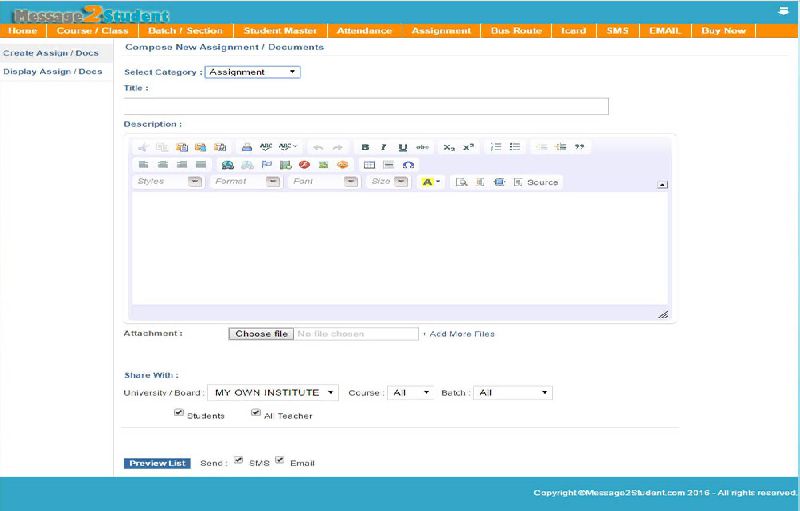 Message2Student
Home Course / Class Batch / Section Student Master Attendance Assignment Bus Route Icard SMS EMAIL Buy Now
Create Assign / Docs
Display Assign / Docs
Compose New Assignment / Documents
Select Category : Assignment
Title :
Description :
B I U abc X₂ X²
Styles Format Font Size A Source
Attachment : Choose file No file chosen + Add More Files
Share With :
University / Board : MY OWN INSTITUTE Course : All Batch : All
Students All Teacher
Preview List Send : SMS Email
Copyright ©Message2Student.com 2016 - All rights reserved.